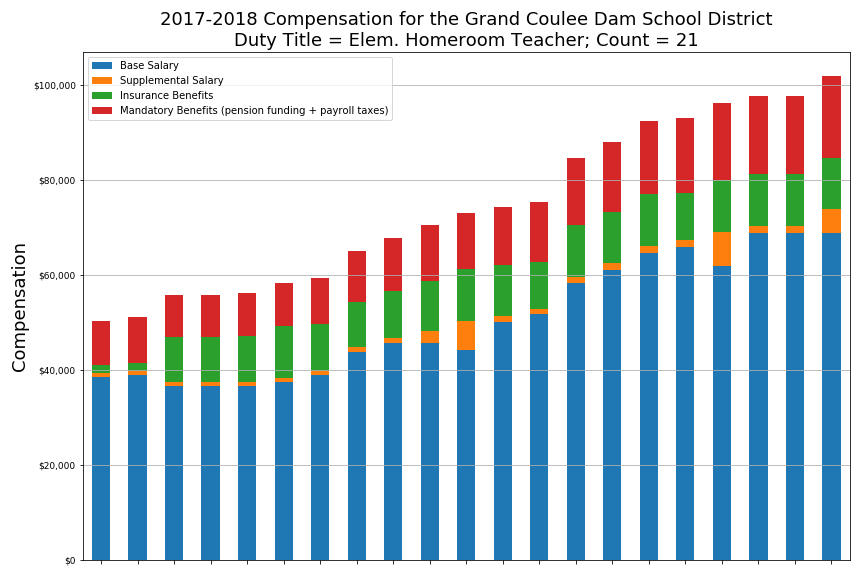 2017-2018 Compensation for the Grand Coulee Dam School District
Duty Title = Elem. Homeroom Teacher; Count = 21
Base Salary
Supplemental Salary
Insurance Benefits
Mandatory Benefits (pension funding + payroll taxes)
$100,000
$80,000
$60,000
$40,000
$20,000
$0
Compensation